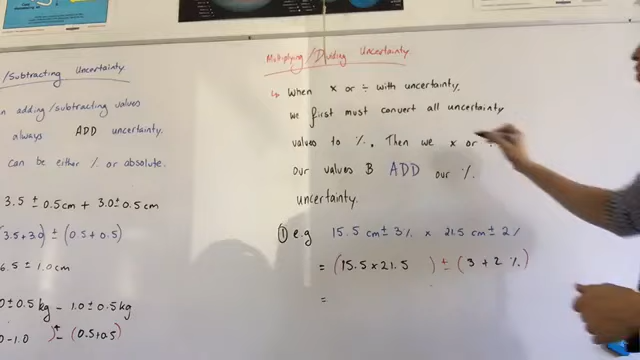 /Subtracting Uncertainty
adding/subtracting values
always ADD uncertainty.
can be either % or absolute.
3.5 ± 0.5cm + 3.0 ± 0.5cm
3.5+3.0) ± (0.5 + 0.5)
6.5 ± 1.0cm
0 ± 0.5 kg - 1.0 ± 0.5 kg
0 - 1.0 ) ± (0.5+0.5)
Multiplying/Dividing Uncertainty
↳ When x or ÷ with uncertainty,
we first must convert all uncertainty
values to %. Then we x or ÷
our values & ADD our %
uncertainty.
① e.g 15.5 cm ± 3% x 21.5 cm ± 2%
= (15.5 x 21.5 ) ± (3 + 2 %)
=